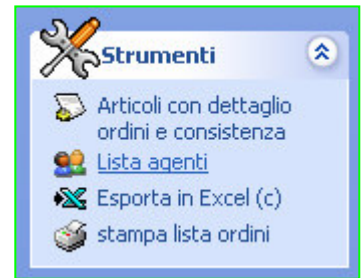 Strumenti
Articoli con dettaglio
ordini e consistenza
Lista agenti
Esporta in Excel (c)
stampa lista ordini